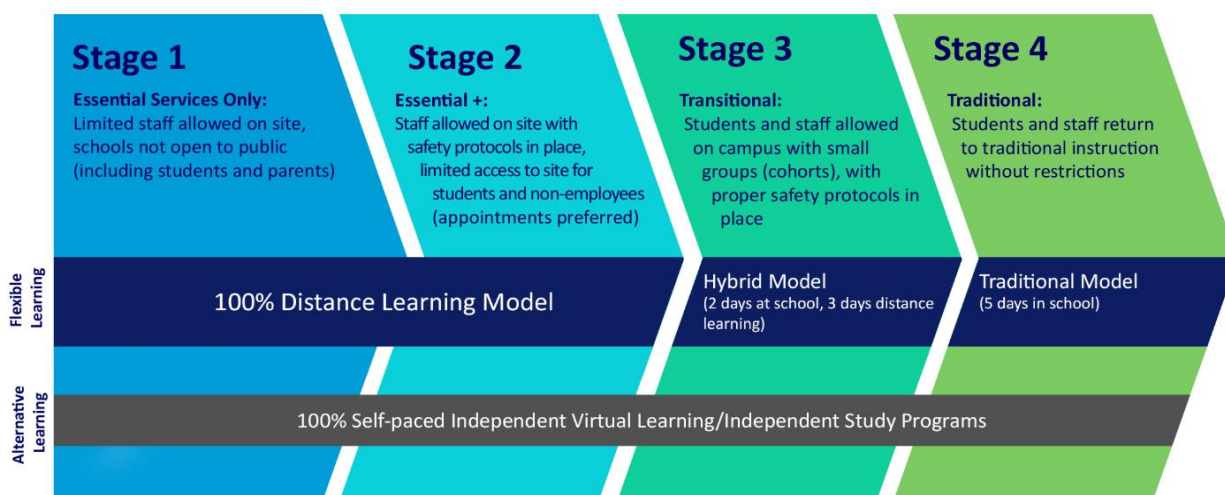 Stage 1
Essential Services Only:
Limited staff allowed on site,
schools not open to public
(including students and parents)
Stage 2
Essential +:
Staff allowed on site with
safety protocols in place,
limited access to site for
students and non-employees
(appointments preferred)
Stage 3
Transitional:
Students and staff allowed
on campus with small
groups (cohorts), with
proper safety protocols in
place
Stage 4
Traditional:
Students and staff return
to traditional instruction
without restrictions
Flexible
Learning
100% Distance Learning Model
Hybrid Model
(2 days at school, 3 days distance
learning)
Traditional Model
(5 days in school)
Alternative
Learning
100% Self-paced Independent Virtual Learning/Independent Study Programs